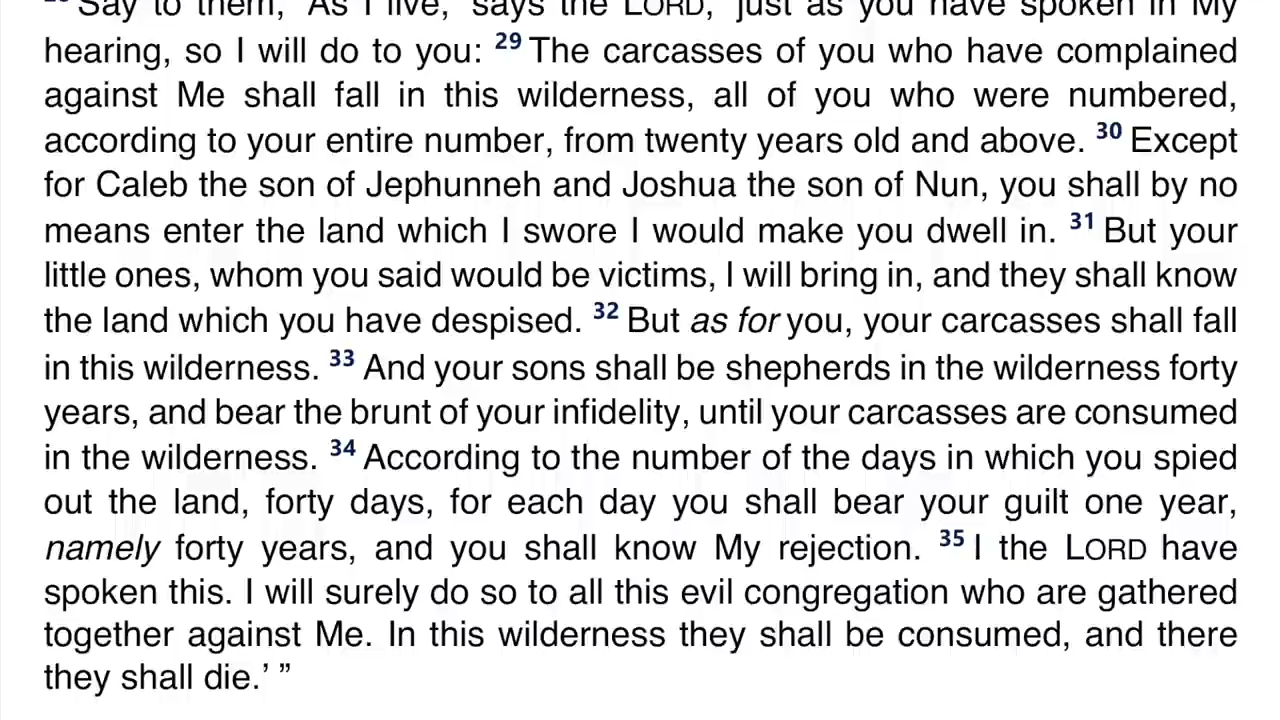 Say to them, ‘As I live,’ says the LORD, ‘just as you have spoken in My
hearing, so I will do to you: 29 The carcasses of you who have complained
against Me shall fall in this wilderness, all of you who were numbered,
according to your entire number, from twenty years old and above. 30 Except
for Caleb the son of Jephunneh and Joshua the son of Nun, you shall by no
means enter the land which I swore I would make you dwell in. 31 But your
little ones, whom you said would be victims, I will bring in, and they shall know
the land which you have despised. 32 But as for you, your carcasses shall fall
in this wilderness. 33 And your sons shall be shepherds in the wilderness forty
years, and bear the brunt of your infidelity, until your carcasses are consumed
in the wilderness. 34 According to the number of the days in which you spied
out the land, forty days, for each day you shall bear your guilt one year,
namely forty years, and you shall know My rejection. 35 I the LORD have
spoken this. I will surely do so to all this evil congregation who are gathered
together against Me. In this wilderness they shall be consumed, and there
they shall die.’ ”